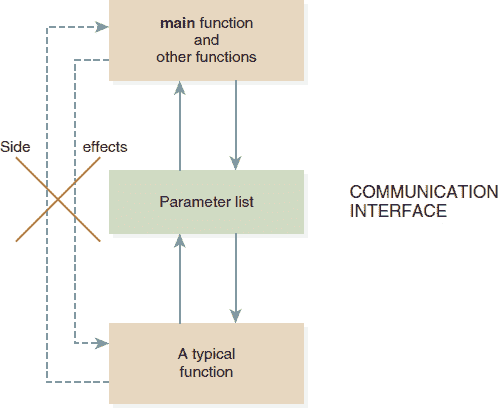 main function
and
other functions
Side effects
Parameter list
COMMUNICATION
INTERFACE
A typical
function